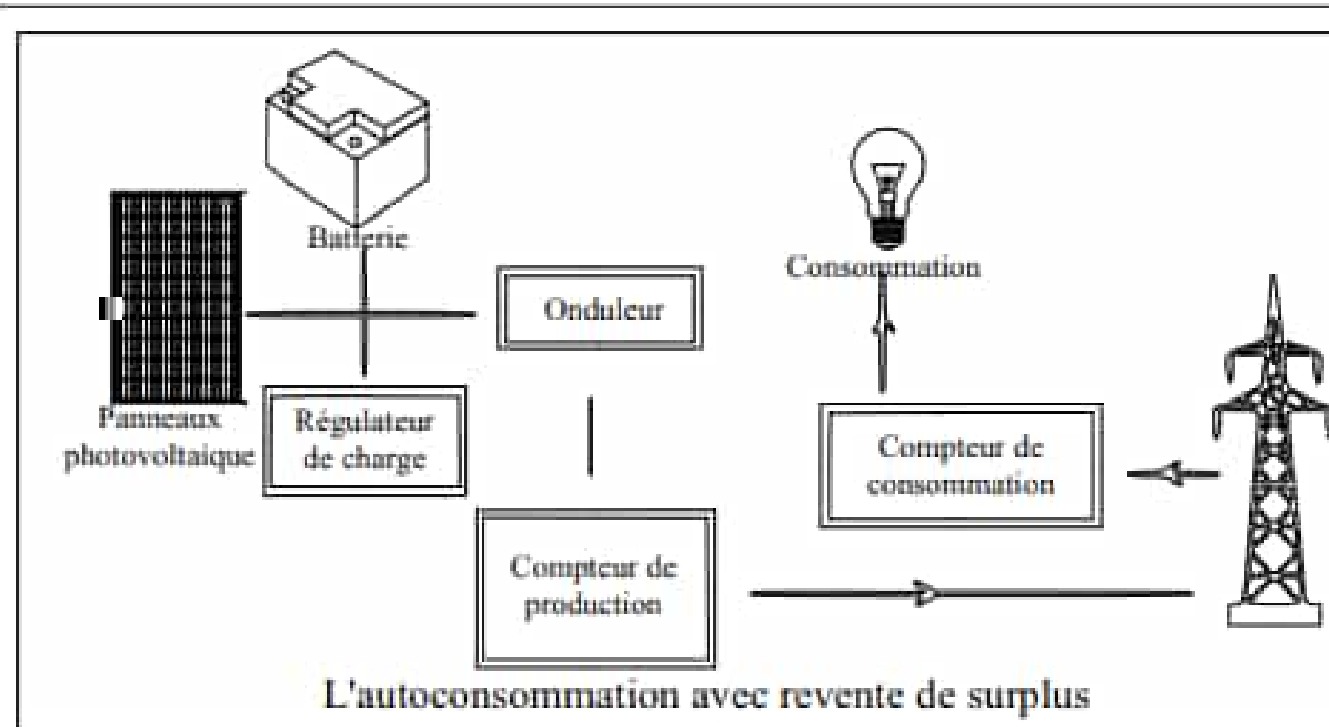 Batterie
Consommation
Onduleur
Panneaux
photovoltaique
Régulateur
de charge
Compteur de
consommation
Compteur de
production
L'autoconsommation avec revente de surplus